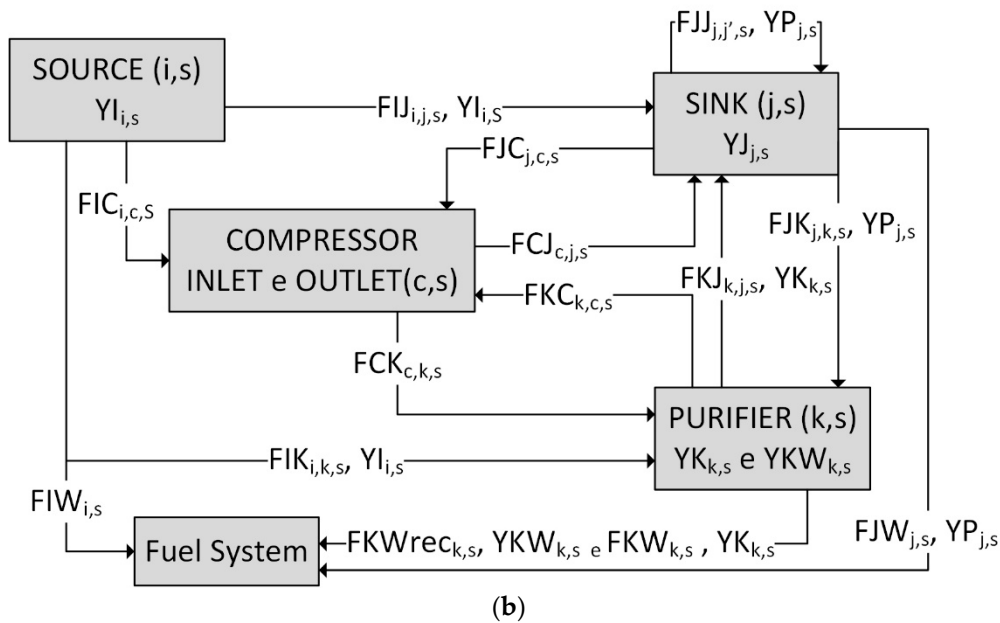 FJJj,j',s, YPj,s
SOURCE (i,s)
YIi,s
FIJi,j,s, YIi,S
SINK (j,s)
YJj,s
FJCj,c,s
FICi,c,S
COMPRESSOR
INLET e OUTLET(c,s)
FCJc,j,s
FJKj,k,s, YPj,s
FKJk,j,s, YKk,s
FKCk,c,s
FCKc,k,s
PURIFIER (k,s)
YKk,s e YKWk,s
FIKi,k,s, YIi,s
FIWi,s
Fuel System
FKWreck,s, YKWk,s e FKWk,s , YKk,s
FJWj,s, YPj,s
(b)